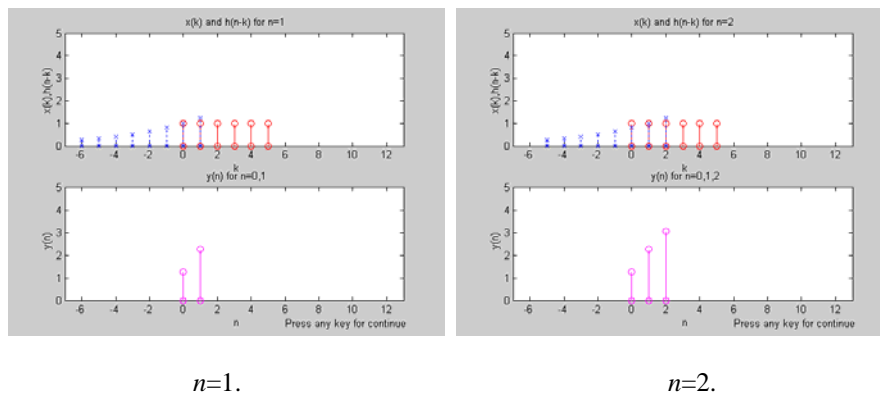 x(k) and h(n-k) for n=1
5
4
3
2
1
0
x(k),h(n-k)
-6 -4 -2 0 2 4 6 8 10 12
k
y(n) for n=0,1
5
4
3
2
1
0
y(n)
-6 -4 -2 0 2 4 6 8 10 12
n
Press any key for continue
x(k) and h(n-k) for n=2
5
4
3
2
1
0
x(k),h(n-k)
-6 -4 -2 0 2 4 6 8 10 12
k
y(n) for n=0,1,2
5
4
3
2
1
0
y(n)
-6 -4 -2 0 2 4 6 8 10 12
n
Press any key for continue
n=1.
n=2.